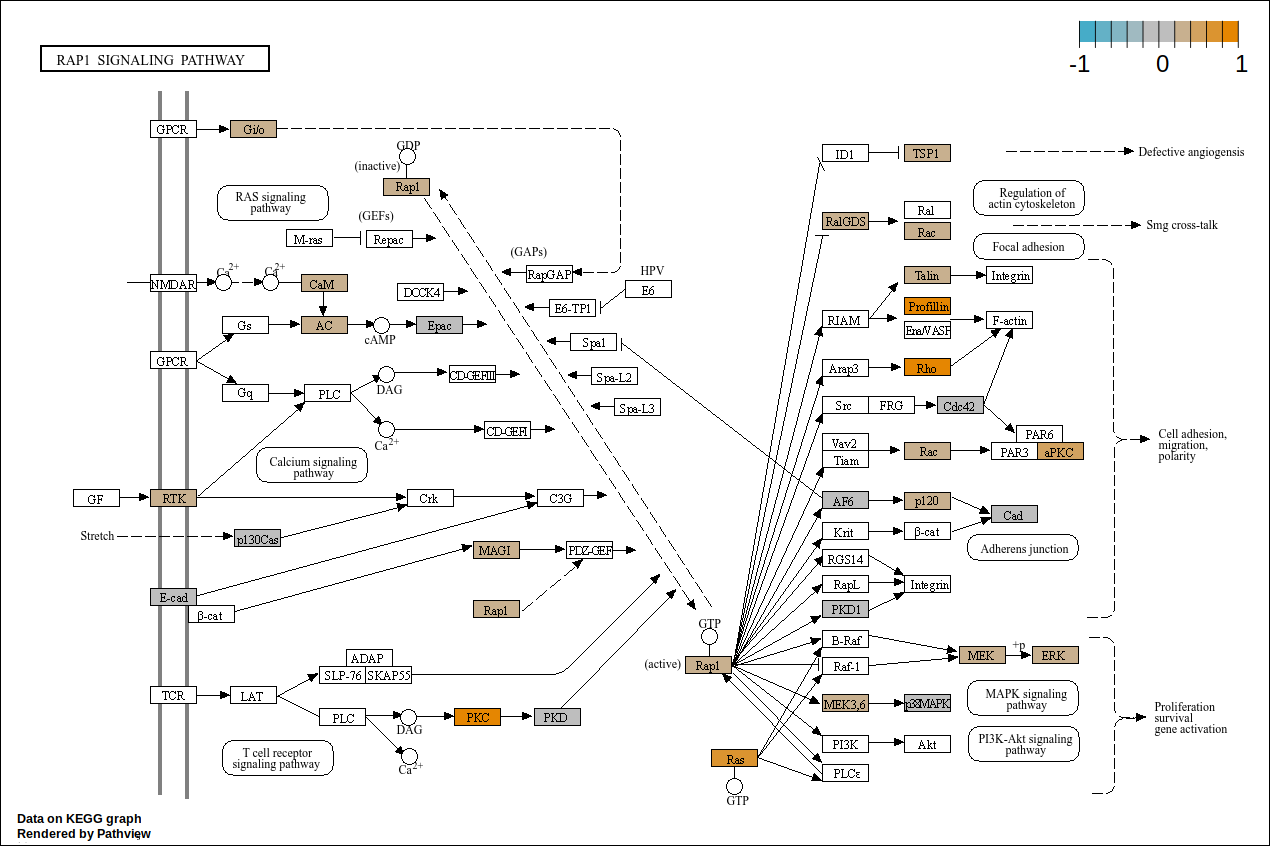 -1 0 1
RAP1 SIGNALING PATHWAY
GPCR
Gi/o
GDP
(inactive)
Rap1
RAS signaling
pathway
(GEFs)
M-ras
Repac
(GAPs)
RapGAP
HPV
E6
NMDAR
Ca2+
Ca2+
CaM
DOCK4
E6-TP1
Gs
AC
cAMP
Epac
Spa1
GPCR
Gq
PLC
DAG
CD-GEFIII
Spa-L2
Spa-L3
Ca2+
CD-GEFI
Calcium signaling
pathway
GF
RTK
Crk
C3G
Stretch
p130Cas
MAGI
PDZ-GEF
E-cad
β-cat
Rap1
GTP
(active)
Rap1
ADAP
SLP-76
SKAP55
TCR
LAT
PLC
DAG
PKC
PKD
Ca2+
T cell receptor
signaling pathway
Ras
GTP
ID1
TSP1
Defective angiogenesis
Regulation of
actin cytoskeleton
RalGDS
Ral
Rac
Smg cross-talk
Focal adhesion
Talin
Integrin
Profillin
RIAM
Ena/VASP
F-actin
Arap3
Rho
Src
FRG
Cdc42
PAR6
PAR3
aPKC
Vav2
Tiam
Rac
Cell adhesion,
migration,
polarity
AF6
p120
Cad
Krit
β-cat
Adherens junction
RGS14
RapL
Integrin
PKD1
B-Raf
Raf-1
MEK
+p
ERK
MEK3,6
p38MAPK
MAPK signaling
pathway
PI3K
Akt
PI3K-Akt signaling
pathway
PLCε
Proliferation
survival
gene activation
Data on KEGG graph
Rendered by Pathview